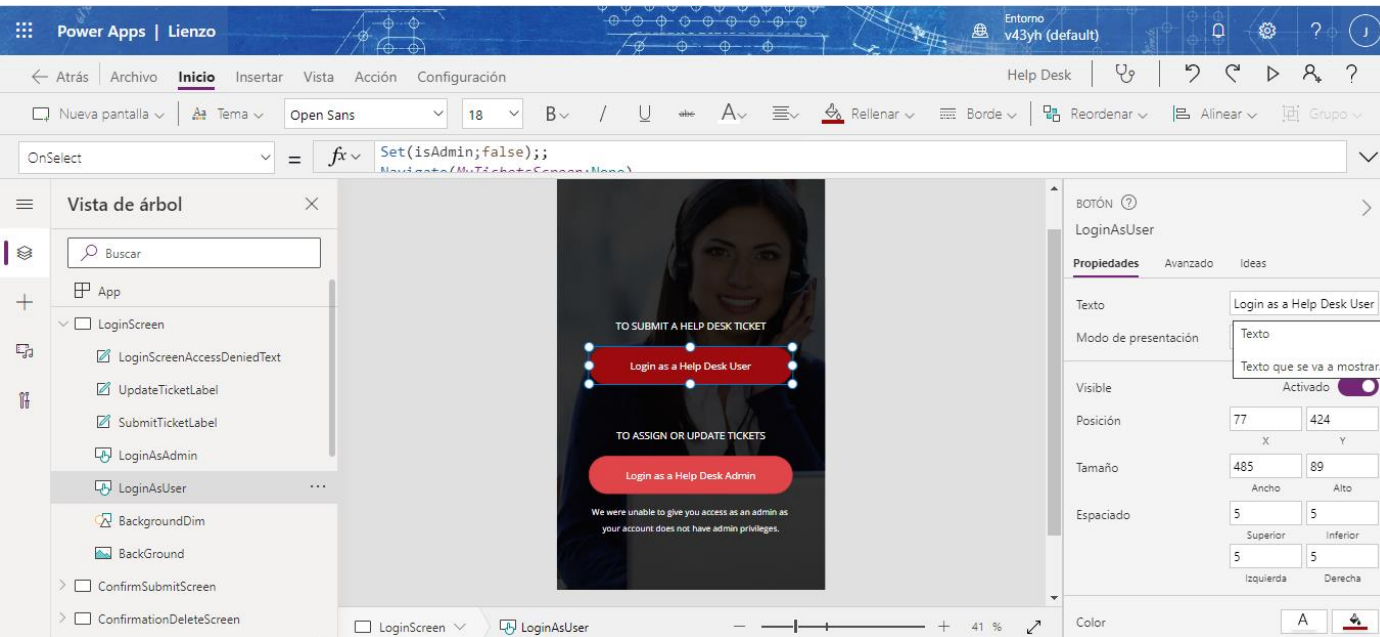 Power Apps | Lienzo
Entorno
v43yh (default)
?
J
← Atrás Archivo Inicio Insertar Vista Acción Configuración
Help Desk
?
Nueva pantalla
Aa Tema
Open Sans
18
B / U abc A
Rellenar
Borde
Reordenar
Alinear
Grupo
OnSelect
=
fx
Set(isAdmin;false);;
Navigate(MyTicketsScreen;None)
Vista de árbol
Buscar
App
LoginScreen
LoginScreenAccessDeniedText
UpdateTicketLabel
SubmitTicketLabel
LoginAsAdmin
LoginAsUser ...
BackgroundDim
BackGround
ConfirmSubmitScreen
ConfirmationDeleteScreen
TO SUBMIT A HELP DESK TICKET
Login as a Help Desk User
TO ASSIGN OR UPDATE TICKETS
Login as a Help Desk Admin
We were unable to give you access as an admin as
your account does not have admin privileges.
LoginScreen
LoginAsUser
— + 41 %
BOTÓN ?
LoginAsUser
Propiedades Avanzado Ideas
Texto
Login as a Help Desk User
Modo de presentación
Texto
Texto que se va a mostrar.
Visible
Activado
Posición
77 424
X Y
Tamaño
485 89
Ancho Alto
Espaciado
5 5
Superior Inferior
5 5
Izquierda Derecha
Color
A